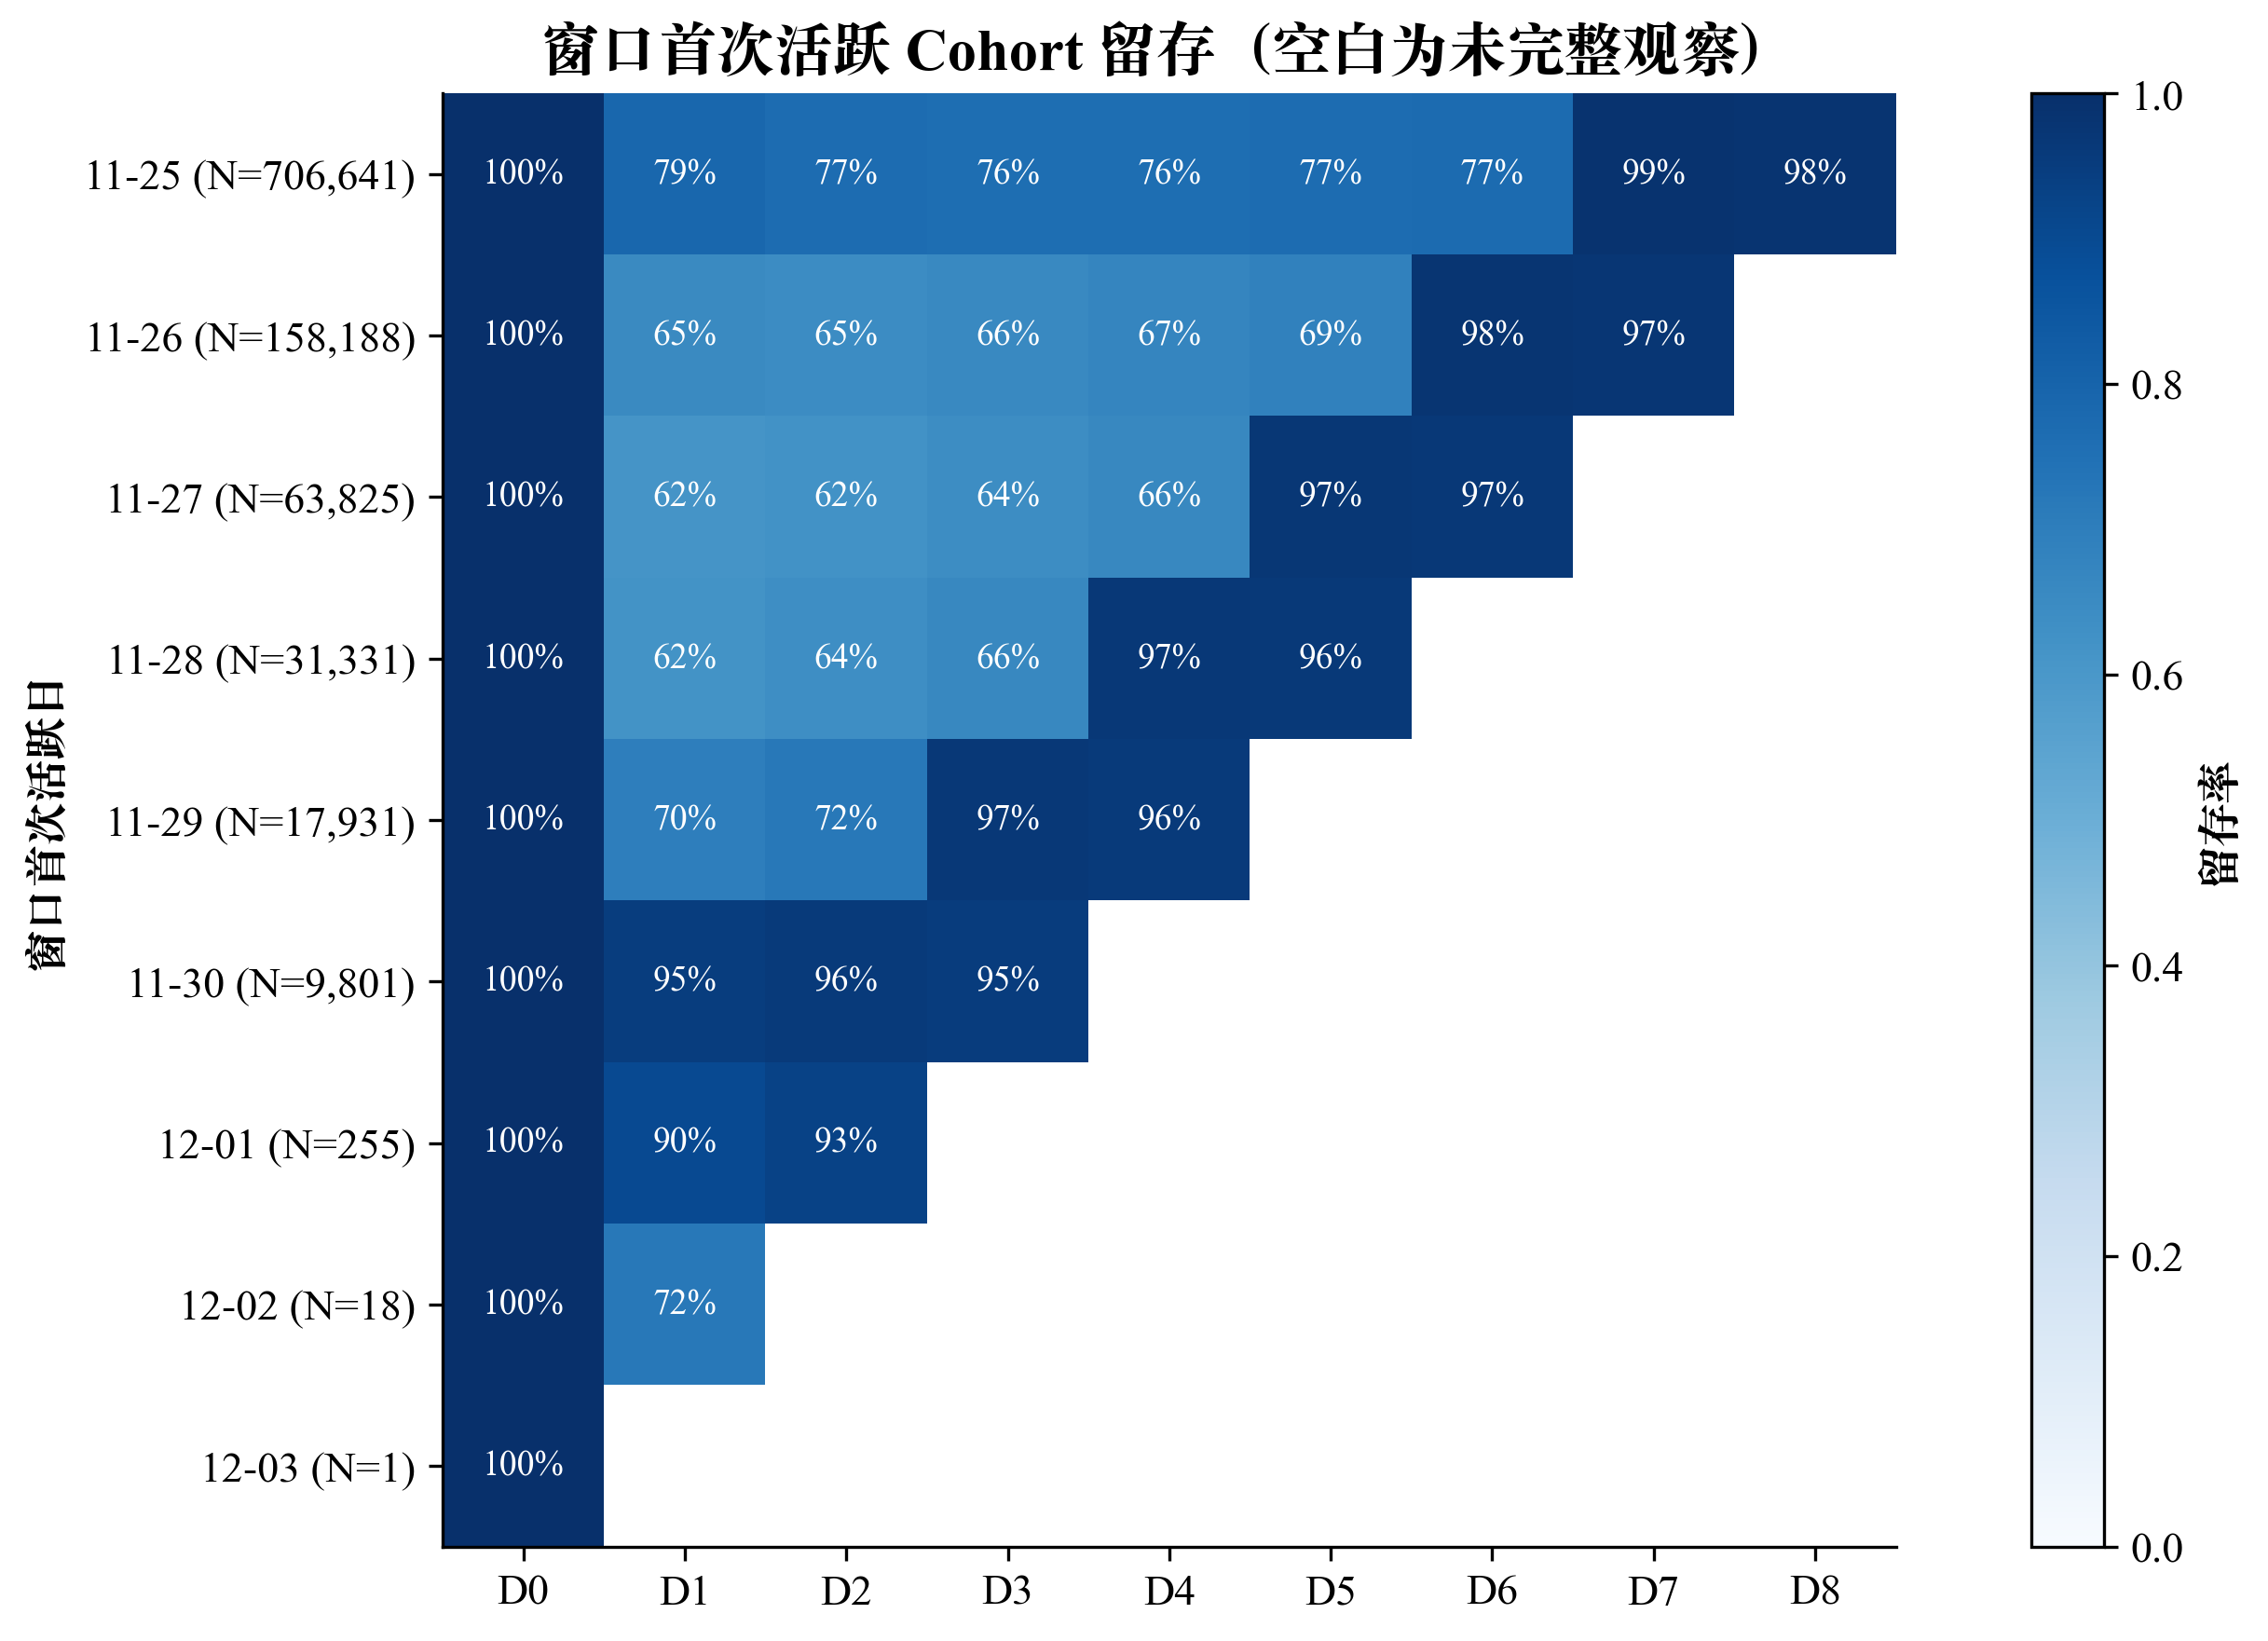 窗口首次活跃 Cohort 留存（空白为未完整观察）
窗口首次活跃日
11-25 (N=706,641) 100% 79% 77% 76% 76% 77% 77% 99% 98%
11-26 (N=158,188) 100% 65% 65% 66% 67% 69% 98% 97%
11-27 (N=63,825) 100% 62% 62% 64% 66% 97% 97%
11-28 (N=31,331) 100% 62% 64% 66% 97% 96%
11-29 (N=17,931) 100% 70% 72% 97% 96%
11-30 (N=9,801) 100% 95% 96% 95%
12-01 (N=255) 100% 90% 93%
12-02 (N=18) 100% 72%
12-03 (N=1) 100%
D0 D1 D2 D3 D4 D5 D6 D7 D8
1.0
0.8
0.6
0.4
0.2
0.0
留存率